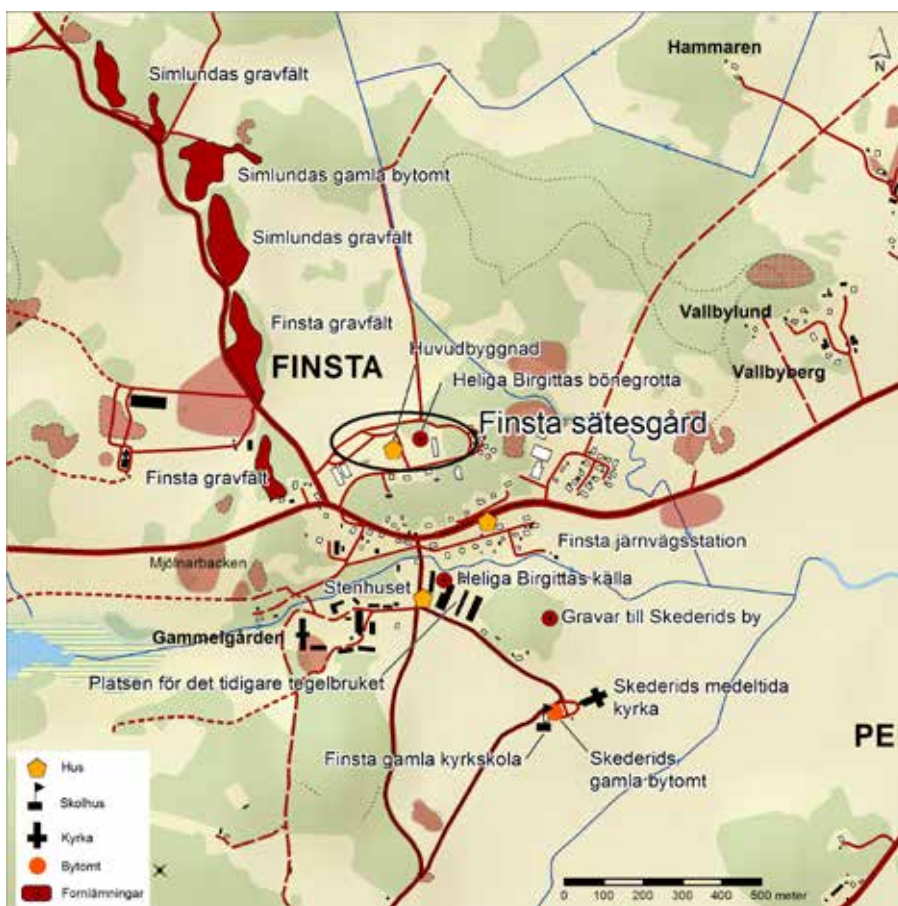 Hammaren
N
Simlundas gravfält
Simlundas gamla bytomt
Simlundas gravfält
Vallbylund
Finsta gravfält
Huvudbyggnad
FINSTA
Vallbyberg
Heliga Birgittas bönegrotta
Finsta sätesgård
Finsta gravfält
Finsta järnvägsstation
Mjölnarbacken
Stenhuset
Heliga Birgittas källa
Gravar till Skederids by
Gammelgården
Platsen för det tidigare tegelbruket
Skederids medeltida
kyrka
PE
Finsta gamla kyrkskola
Skederids
gamla bytomt
Hus
Skolhus
Kyrka
Bytomt
Fornlämningar
0 100 200 300 400 500 meter